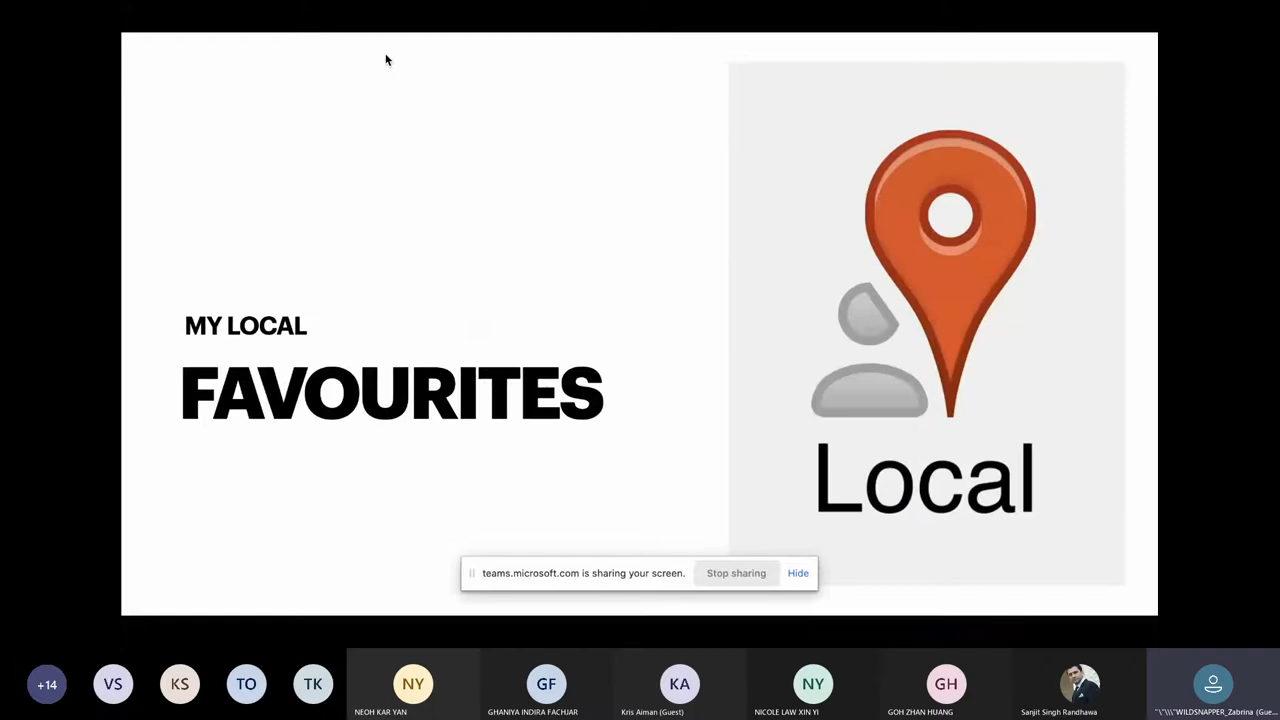 MY LOCAL
FAVOURITES
Local
teams.microsoft.com is sharing your screen.
Stop sharing
Hide
+14
VS
KS
TO
TK
NY
GF
KA
NY
GH
NEOH KAR YAN
GHANIYA INDIRA FACHJAR
Kris Aiman (Guest)
NICOLE LAW XIN YI
GOH ZHAN HUANG
Sanjit Singh Randhawa
"\"\\\"WILDSNAPPER_Zabrina (Gue...